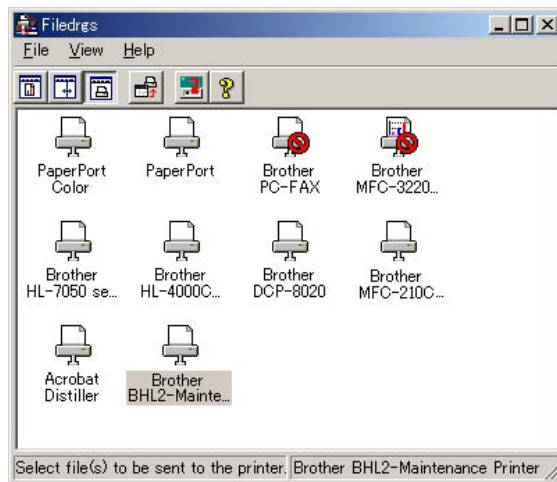 Filedrgs
File View Help
PaperPort
Color
PaperPort
Brother
PC-FAX
Brother
MFC-3220...
Brother
HL-7050 se...
Brother
HL-4000C...
Brother
DCP-8020
Brother
MFC-210C...
Acrobat
Distiller
Brother
BHL2-Mainte...
Select file(s) to be sent to the printer. Brother BHL2-Maintenance Printer